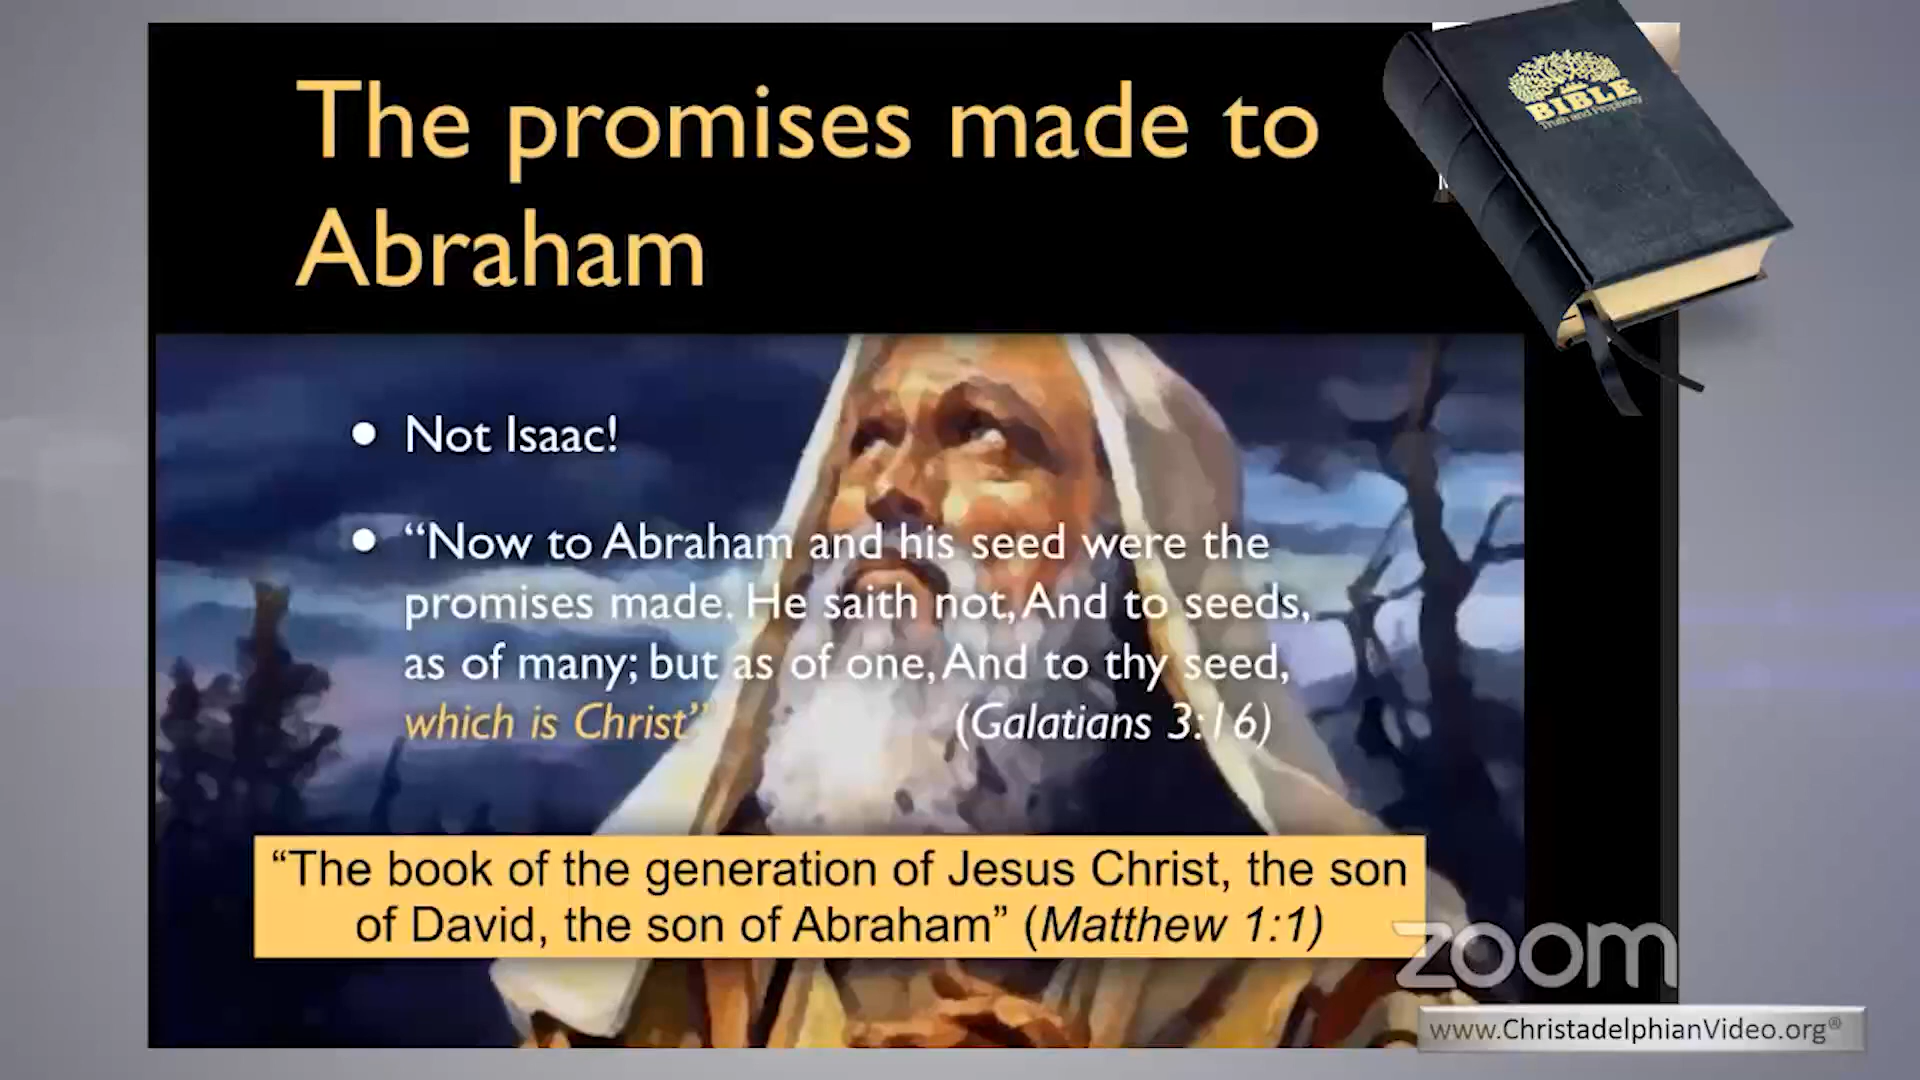 The promises made to
Abraham
BIBLE
Truth and Prophecy
• Not Isaac!
• “Now to Abraham and his seed were the
promises made. He saith not, And to seeds,
as of many; but as of one, And to thy seed,
which is Christ” (Galatians 3:16)
“The book of the generation of Jesus Christ, the son
of David, the son of Abraham” (Matthew 1:1)
zoom
www.ChristadelphianVideo.org®